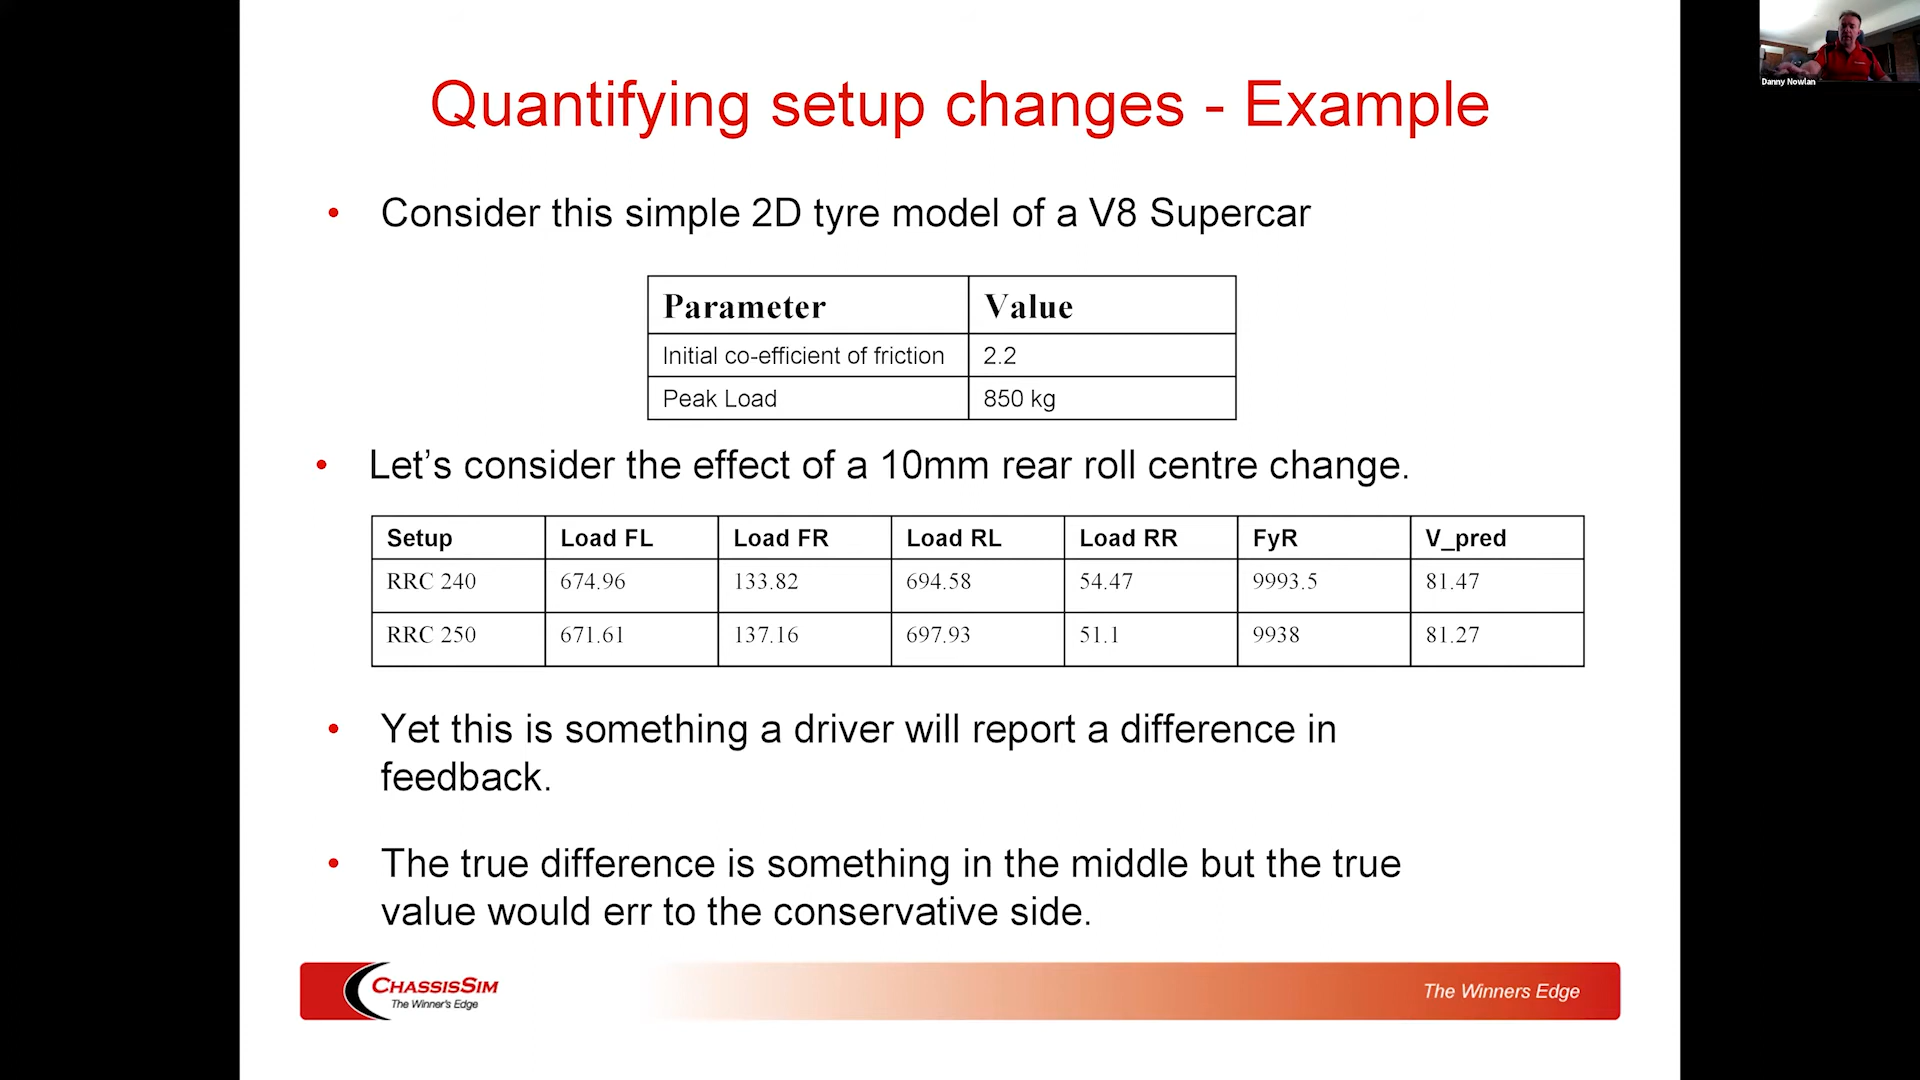 Danny Nowlan
Quantifying setup changes - Example
• Consider this simple 2D tyre model of a V8 Supercar
Parameter Value
Initial co-efficient of friction 2.2
Peak Load 850 kg
• Let’s consider the effect of a 10mm rear roll centre change.
Setup Load FL Load FR Load RL Load RR FyR V_pred
RRC 240 674.96 133.82 694.58 54.47 9993.5 81.47
RRC 250 671.61 137.16 697.93 51.1 9938 81.27
• Yet this is something a driver will report a difference in
feedback.
• The true difference is something in the middle but the true
value would err to the conservative side.
CHASSISSIM
The Winner's Edge
The Winners Edge